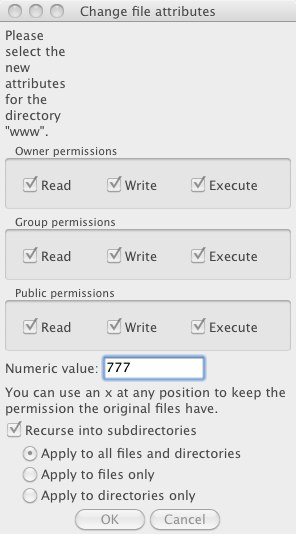 Change file attributes
Please
select the
new
attributes
for the
directory
"www".
Owner permissions
Read Write Execute
Group permissions
Read Write Execute
Public permissions
Read Write Execute
Numeric value: 777
You can use an x at any position to keep the
permission the original files have.
Recurse into subdirectories
Apply to all files and directories
Apply to files only
Apply to directories only
OK Cancel